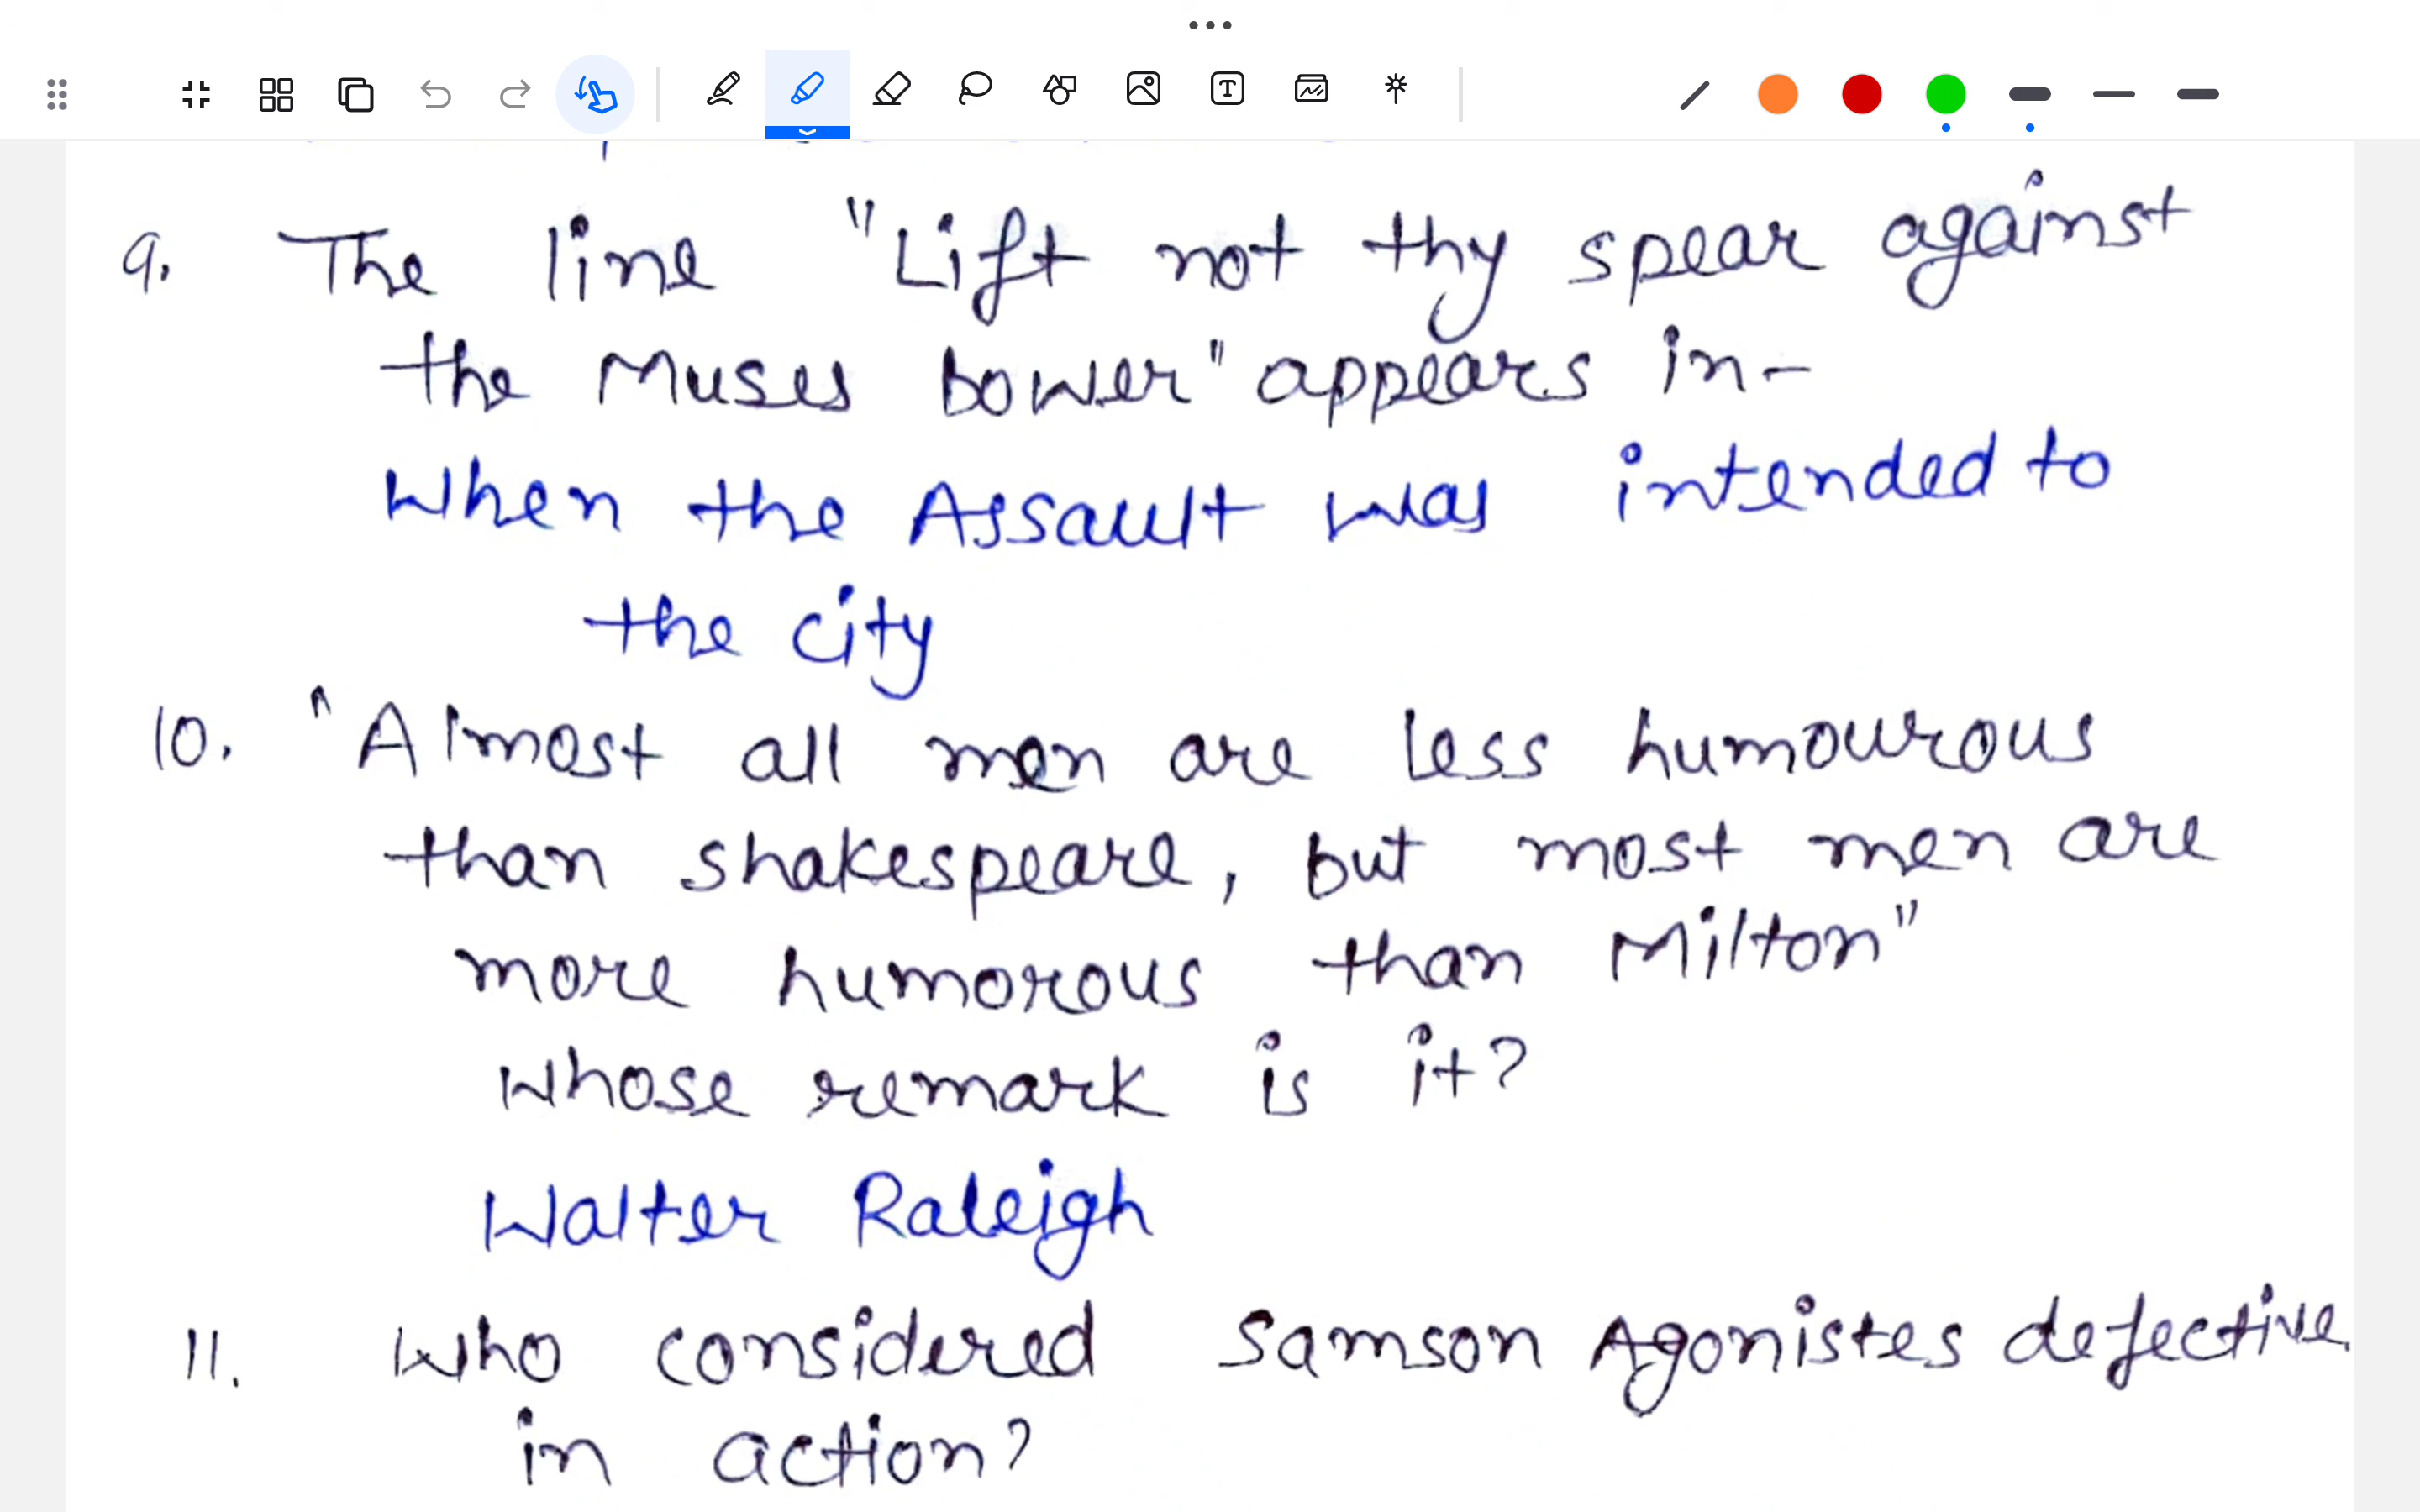 9. The line "Lift not thy spear against
the Muses bower" appears in-
When the Assault was intended to
the city
10. "Almost all men are less humourous
than shakespeare, but most men are
more humorous than Milton"
Whose remark is it?
Walter Raleigh
11. Who considered Samson Agonistes defective
in action?